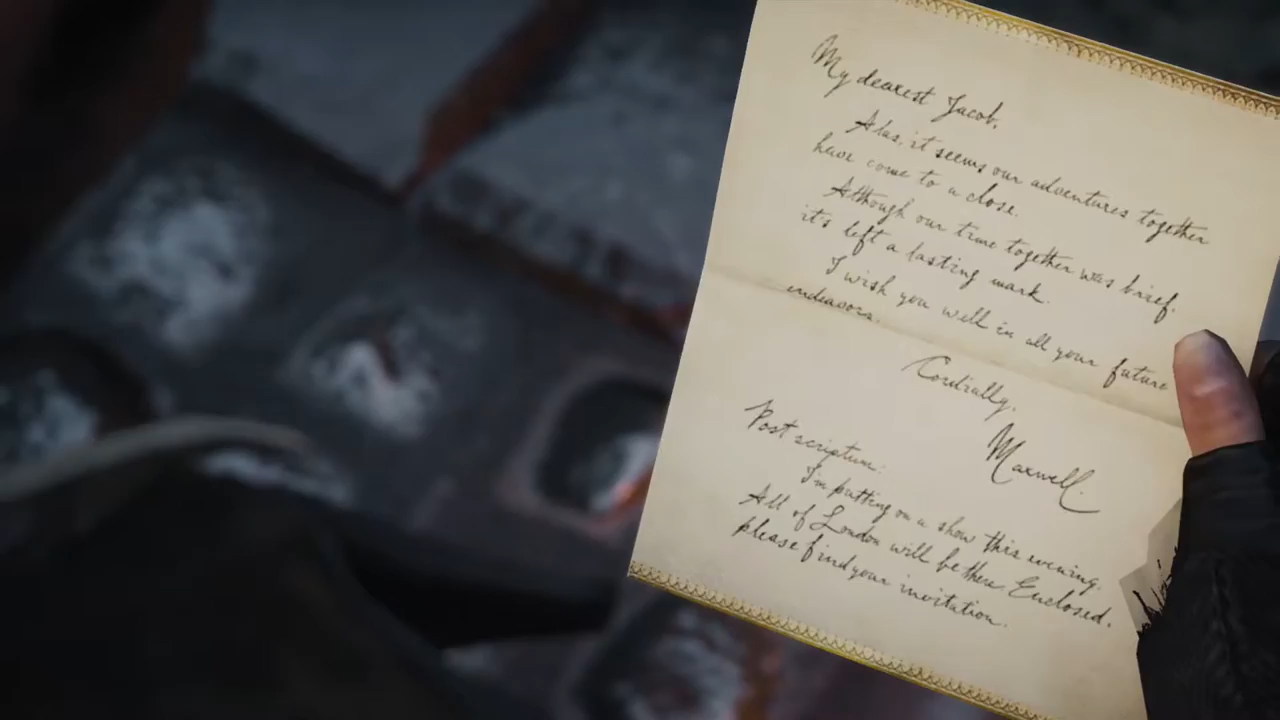 My dearest Jacob,
Alas, it seems our adventures together
have come to a close.
Although our time together was brief,
it's left a lasting mark.
I wish you well in all your future
endeavors.
Cordially,
Maxwell
Post scriptum:
I'm putting on a show this evening.
All of London will be there. Enclosed,
please find your invitation.